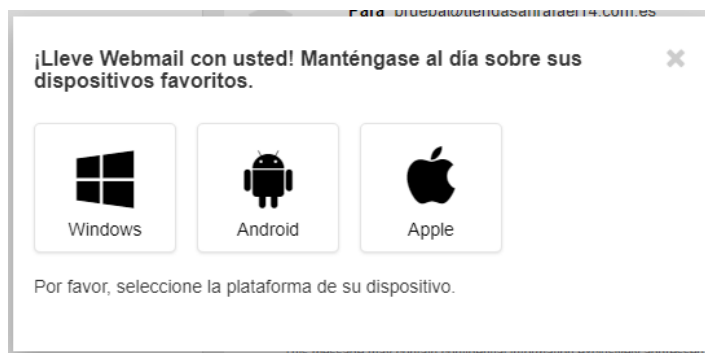 Para
¡Lleve Webmail con usted! Manténgase al día sobre sus
dispositivos favoritos.
Windows
Android
Apple
Por favor, seleccione la plataforma de su dispositivo.